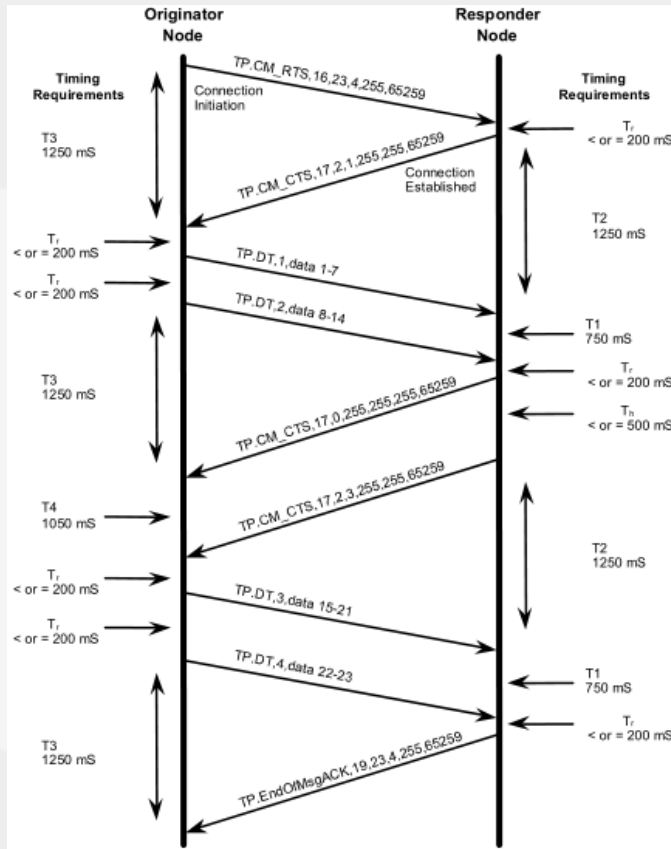 Originator
Node
Responder
Node
Timing
Requirements
Timing
Requirements
TP.CM_RTS,16,23,4,255,65259
Connection
Initiation
T3
1250 mS
Tr
< or = 200 mS
TP.CM_CTS,17,2,1,255,255,65259
Connection
Established
T2
1250 mS
Tr
< or = 200 mS
TP.DT,1,data 1-7
Tr
< or = 200 mS
TP.DT,2,data 8-14
T1
750 mS
T3
1250 mS
Tr
< or = 200 mS
TP.CM_CTS,17,0,255,255,255,65259
Th
< or = 500 mS
TP.CM_CTS,17,2,3,255,255,65259
T4
1050 mS
T2
1250 mS
Tr
< or = 200 mS
TP.DT,3,data 15-21
Tr
< or = 200 mS
TP.DT,4,data 22-23
T1
750 mS
Tr
< or = 200 mS
T3
1250 mS
TP.EndOfMsgACK,19,23,4,255,65259